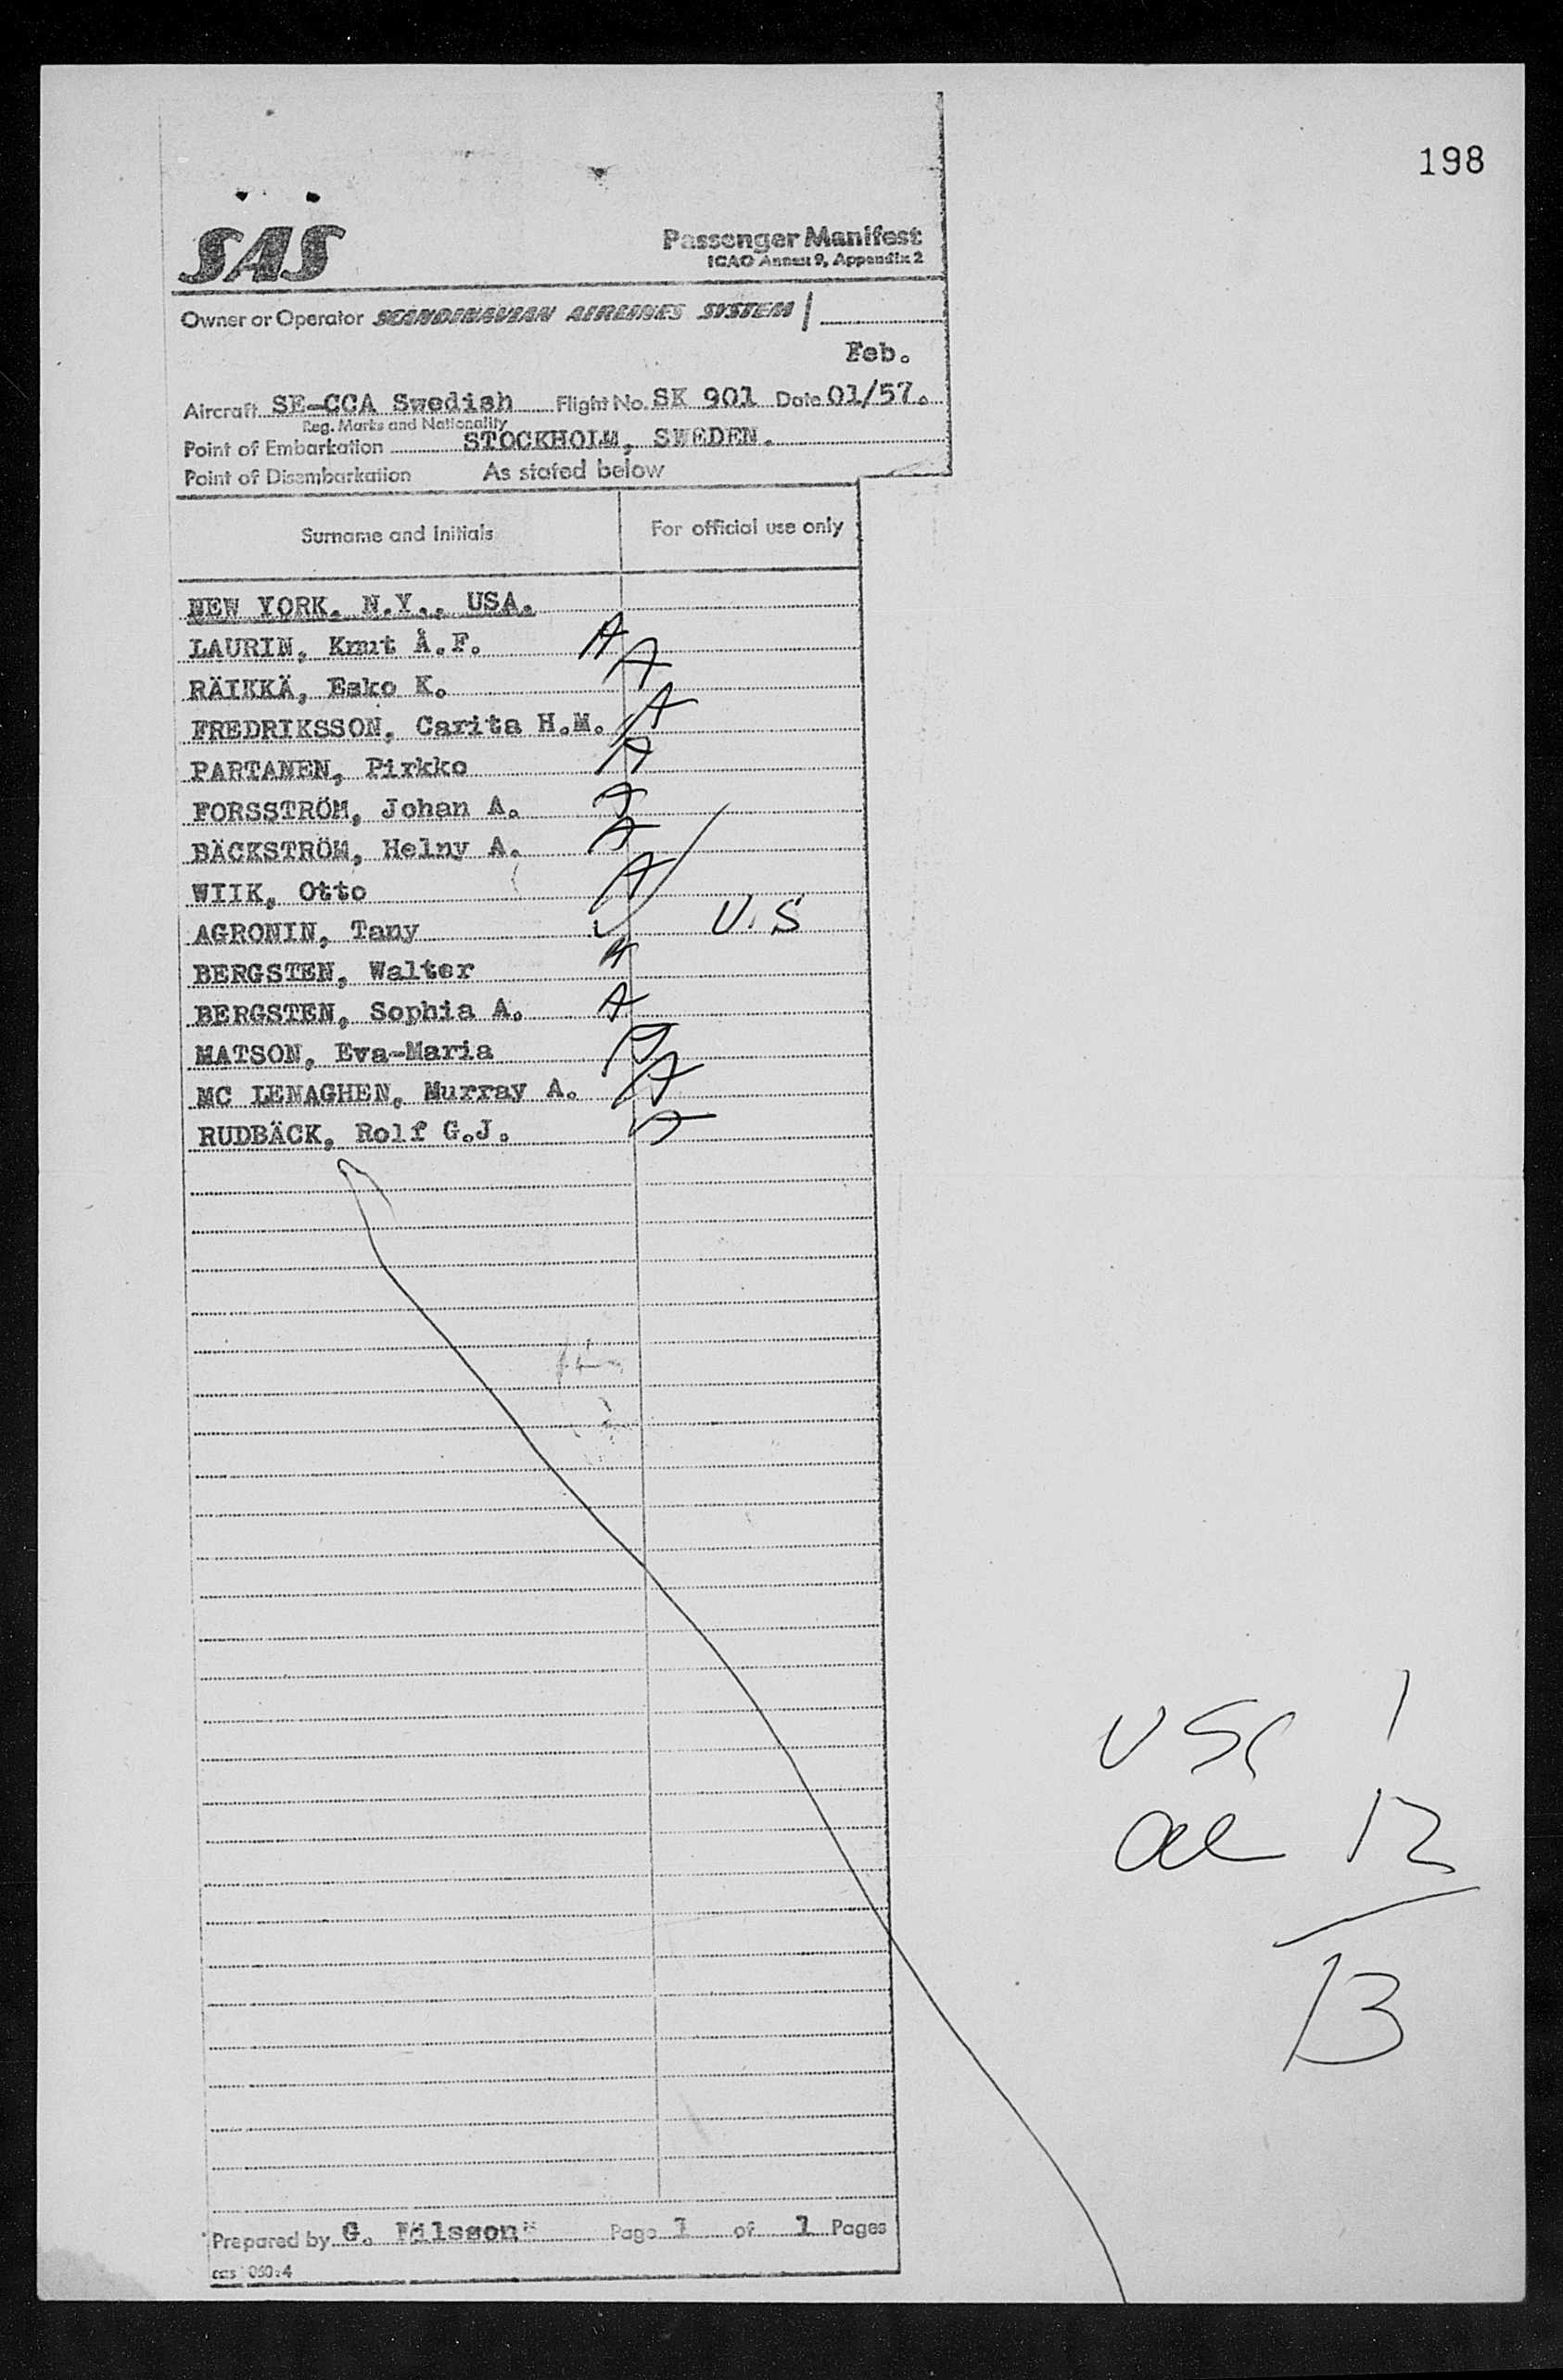 198
SAS
Passenger Manifest
ICAO Annex 9, Appendix 2
Owner or Operator SCANDINAVIAN AIRLINES SYSTEM
Feb.
Aircraft SE-CCA Swedish Flight No. SK 901 Date 01/57.
Reg. Marks and Nationality
Point of Embarkation STOCKHOLM, SWEDEN.
Point of Disembarkation As stated below
Surname and Initials For official use only
NEW YORK. N.Y., USA.
LAURIN, Knut Å.F. A
RÄIKKÄ, Esko K. A
FREDRIKSSON, Carita H.M. A
PARTANEN, Pirkko A
FORSSTRÖM, Johan A. A
BÄCKSTRÖM, Helny A. A
WIIK, Otto A
AGRONIN, Tany U.S
BERGSTEN, Walter A
BERGSTEN, Sophia A. A
MATSON, Eva-Maria A
MC LENAGHEN, Murray A. A
RUDBÄCK, Rolf G.J. A
USC 1
al 12
13
Prepared by G. Nilsson Page 1 of 1 Pages